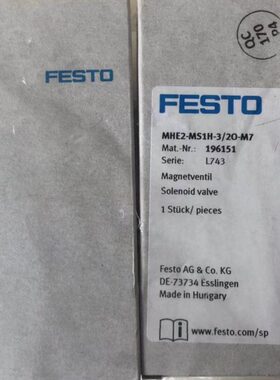 FESTO
QC
170
P4
FESTO
MHE2-MS1H-3/2O-M7
Mat.-Nr.: 196151
Serie: L743
Magnetventil
Solenoid valve
1 Stück/ pieces
Festo AG & Co. KG
DE-73734 Esslingen
Made in Hungary
www.festo.com/sp